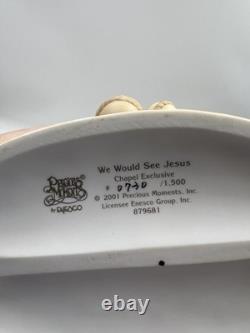 We Would See Jesus
Chapel Exclusive
# 0730 /1,500
© 2001 Precious Moments, Inc.
Licensee Enesco Group, Inc.
879681
Precious
Moments
by ENESCO